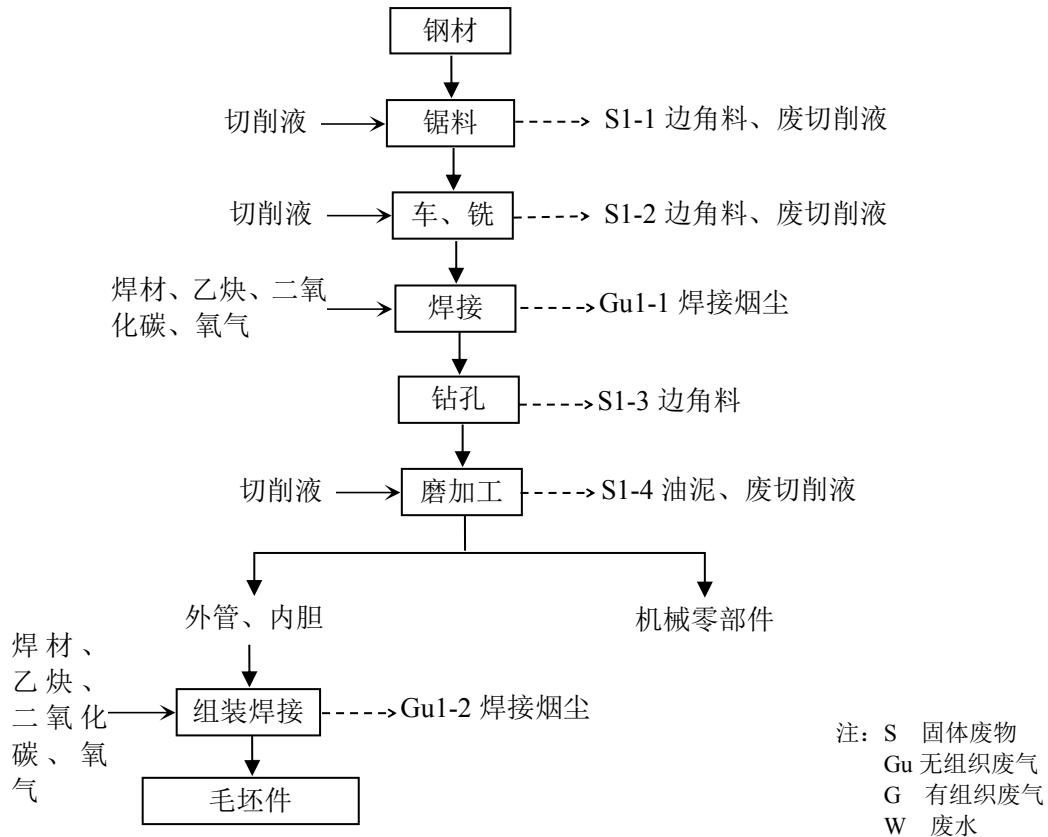 钢材
切削液
锯料
S1-1 边角料、废切削液
切削液
车、铣
S1-2 边角料、废切削液
焊材、乙炔、二氧
化碳、氧气
焊接
Gu1-1 焊接烟尘
钻孔
S1-3 边角料
切削液
磨加工
S1-4 油泥、废切削液
外管、内胆
机械零部件
焊材、
乙炔、
二氧化
碳、氧
气
组装焊接
Gu1-2 焊接烟尘
毛坯件
注：S 固体废物
Gu 无组织废气
G 有组织废气
W 废水